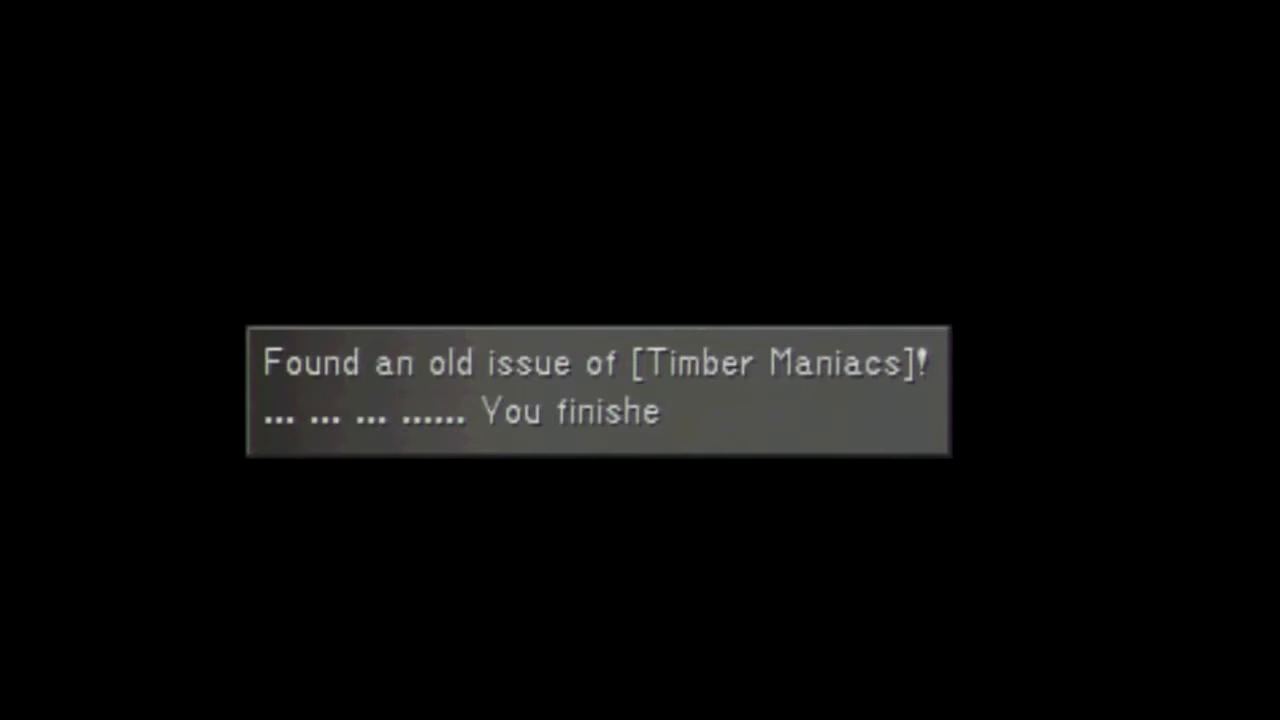 Found an old issue of [Timber Maniacs]!
... ... ... ...... You finishe